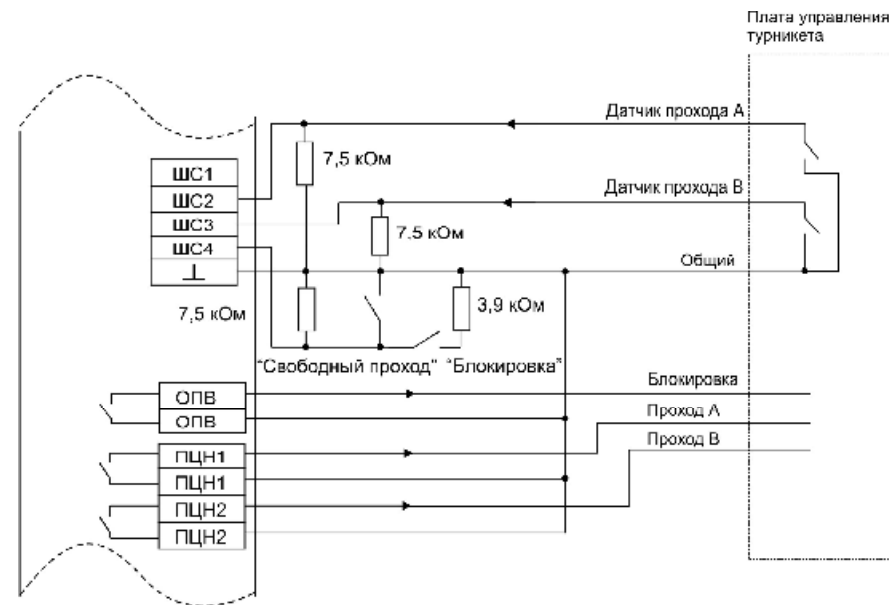 Плата управления
турникета
Датчик прохода А
7,5 кОм
ШС1
ШС2
Датчик прохода В
ШС3
7.5 кОм
ШС4
Общий
⊥
7,5 кОм
3,9 кОм
"Свободный проход" "Блокировка"
Блокировка
ОПВ
Проход А
ОПВ
Проход В
ПЦН1
ПЦН1
ПЦН2
ПЦН2